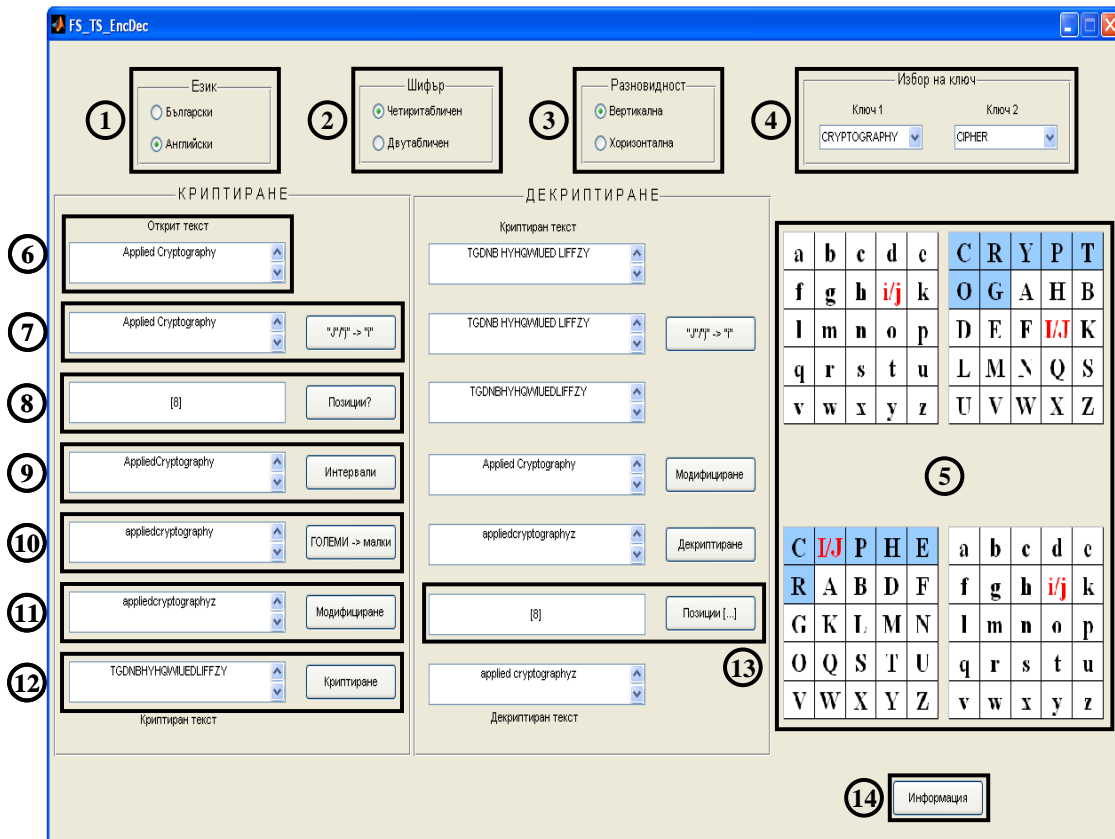 FS_TS_EncDec
1
Език
Български
Английски
2
Шифър
Четиритабличен
Двутабличен
3
Разновидност
Вертикална
Хоризонтална
4
Избор на ключ
Ключ 1
Ключ 2
CRYPTOGRAPHY
CIPHER
КРИПТИРАНЕ
6
Открит текст
Applied Cryptography
7
Applied Cryptography
"J"/"j" -> "i"
8
[8]
Позиции?
9
AppliedCryptography
Интервали
10
appliedcryptography
ГОЛЕМИ -> малки
11
appliedcryptographyz
Модифициране
12
TGDNBHYHQWIUEDLIFFZY
Криптиране
Криптиран текст
ДЕКРИПТИРАНЕ
Криптиран текст
TGDNB HYHQWIUED LIFFZY
TGDNB HYHQWIUED LIFFZY
"J"/"j" -> "i"
TGDNBHYHQWIUEDLIFFZY
Applied Cryptography
Модифициране
appliedcryptographyz
Декриптиране
[8]
Позиции [...]
13
applied cryptographyz
Декриптиран текст
a b c d e
f g h i/j k
l m n o p
q r s t u
v w x y z
C R Y P T
O G A H B
D E F I/J K
L M N Q S
U V W X Z
5
C I/J P H E
R A B D F
G K L M N
O Q S T U
V W X Y Z
a b c d e
f g h i/j k
l m n o p
q r s t u
v w x y z
14
Информация